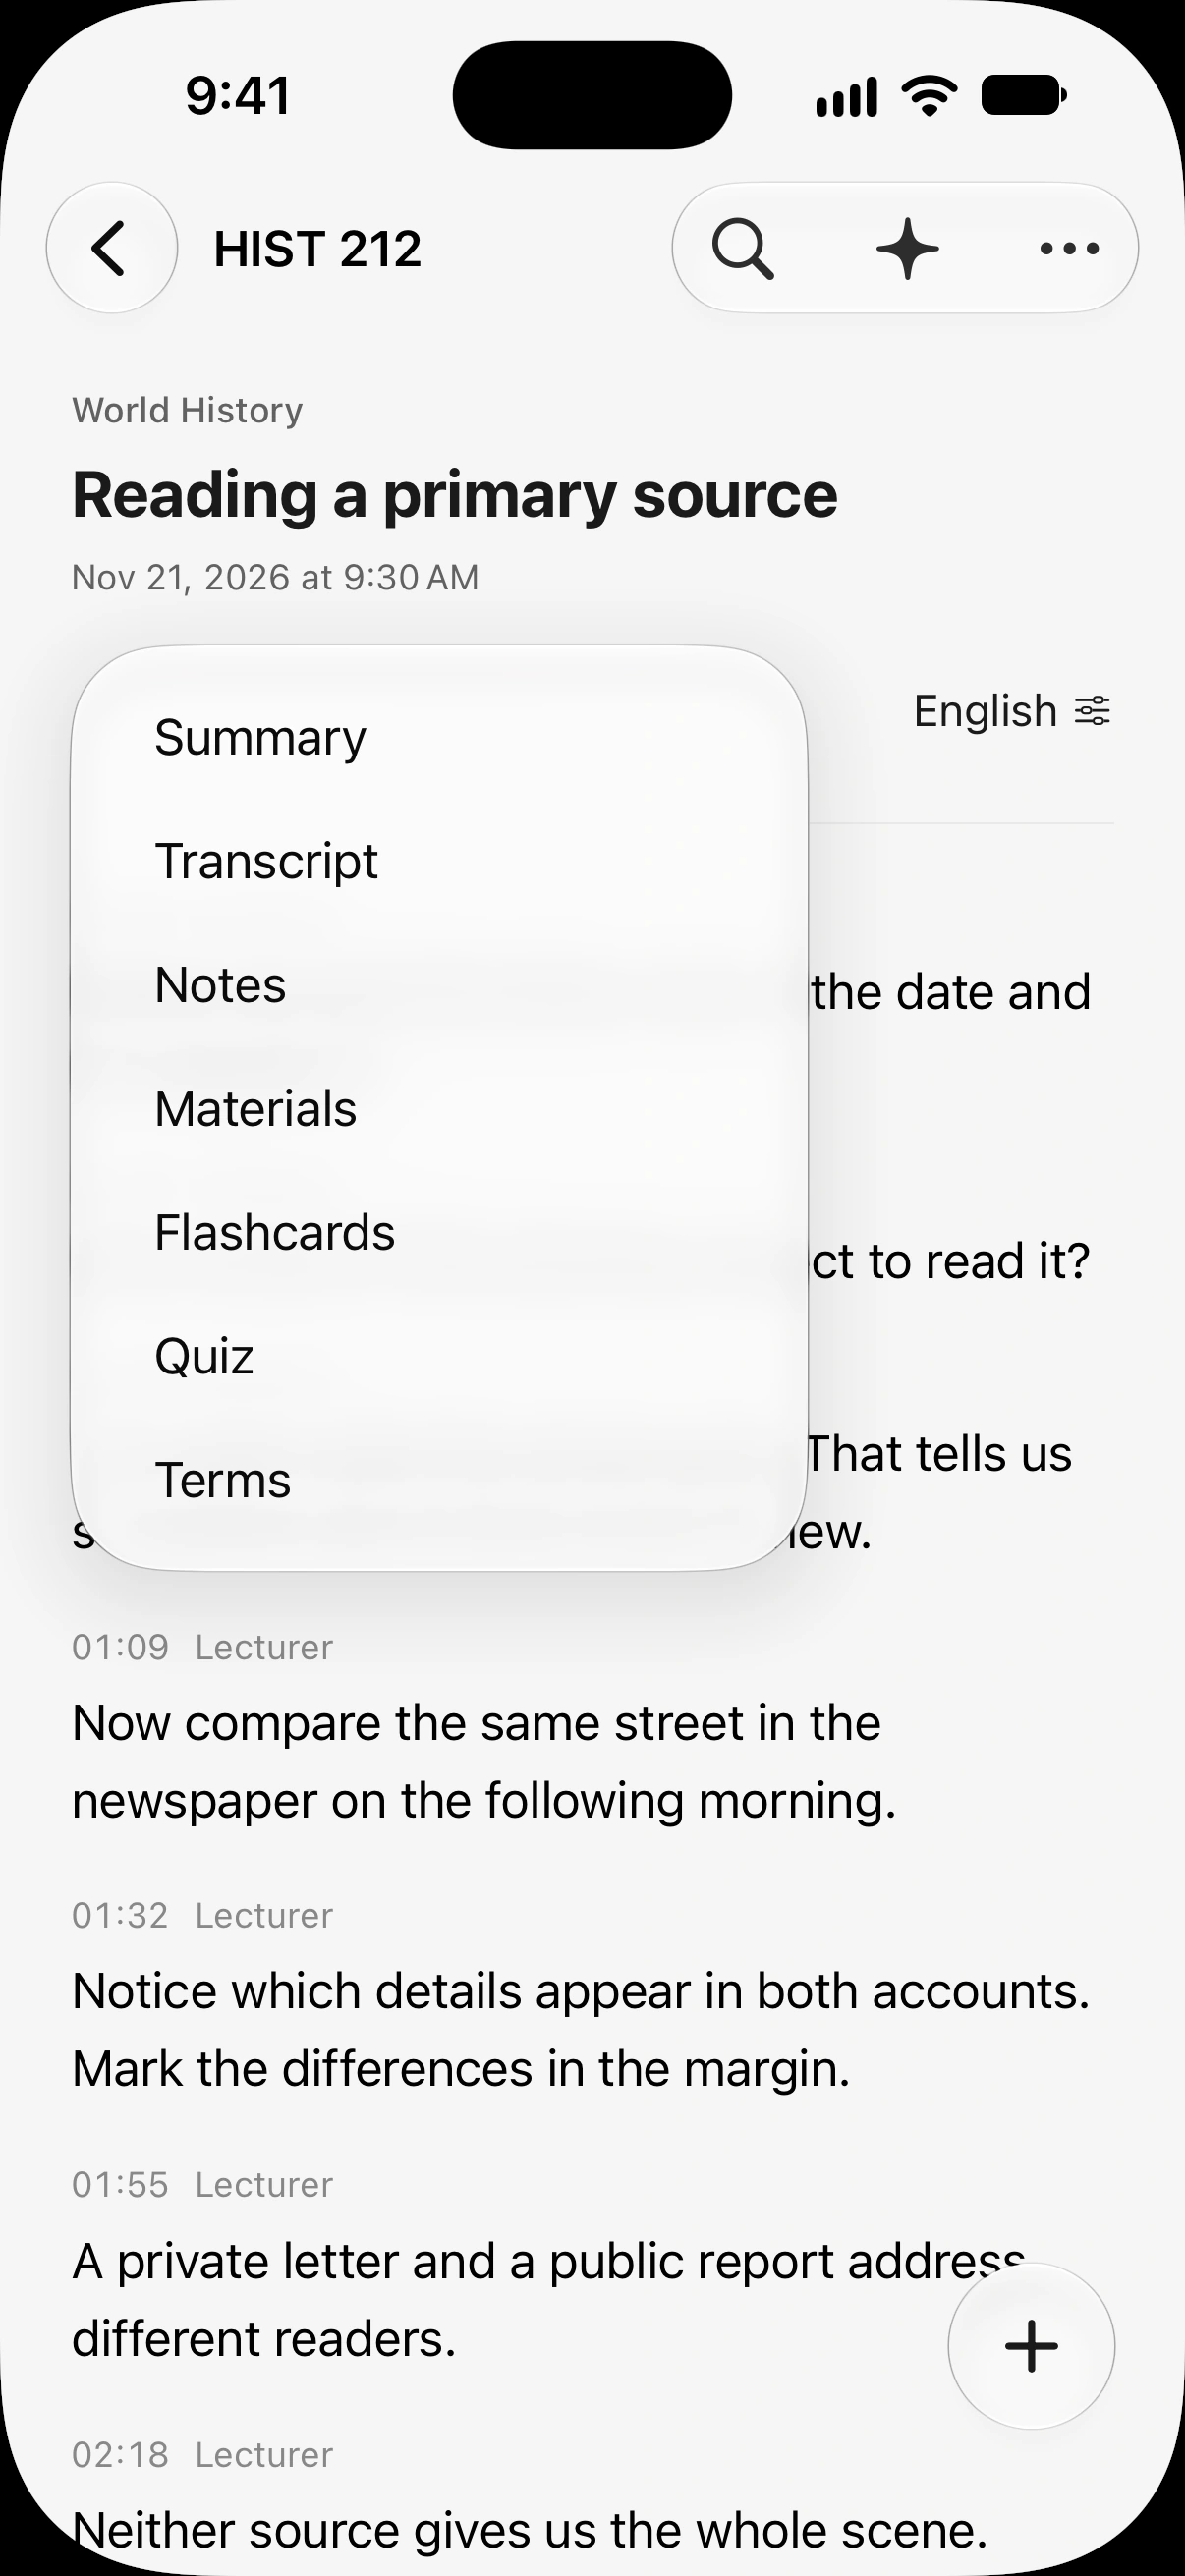 9:41
HIST 212
World History
Reading a primary source
Nov 21, 2026 at 9:30 AM
English
Summary
Transcript
Notes
the date and
Materials
Flashcards
ct to read it?
Quiz
That tells us
Terms
01:09 Lecturer
Now compare the same street in the
newspaper on the following morning.
01:32 Lecturer
Notice which details appear in both accounts.
Mark the differences in the margin.
01:55 Lecturer
A private letter and a public report address
different readers.
02:18 Lecturer
Neither source gives us the whole scene.